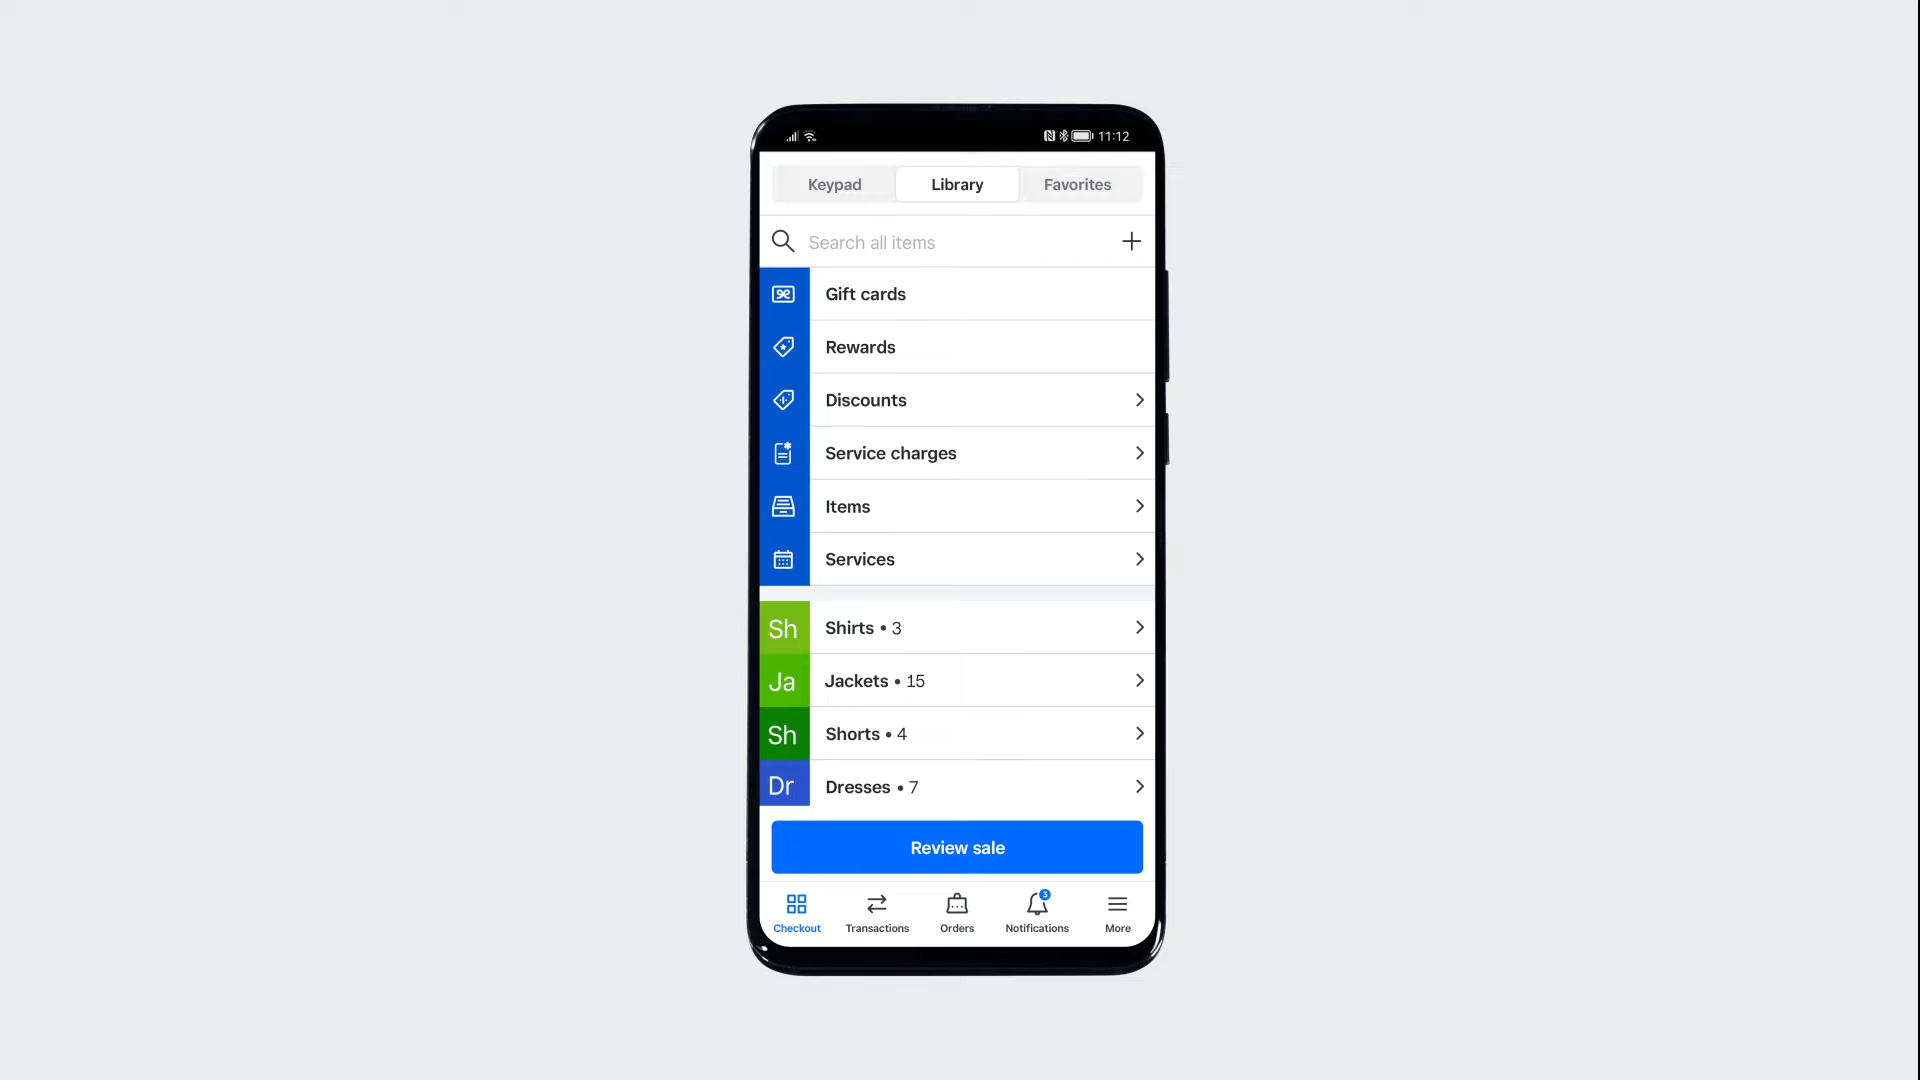 11:12
Keypad Library Favorites
Search all items
Gift cards
Rewards
Discounts
Service charges
Items
Services
Sh Shirts • 3
Ja Jackets • 15
Sh Shorts • 4
Dr Dresses • 7
Review sale
3
Checkout Transactions Orders Notifications More